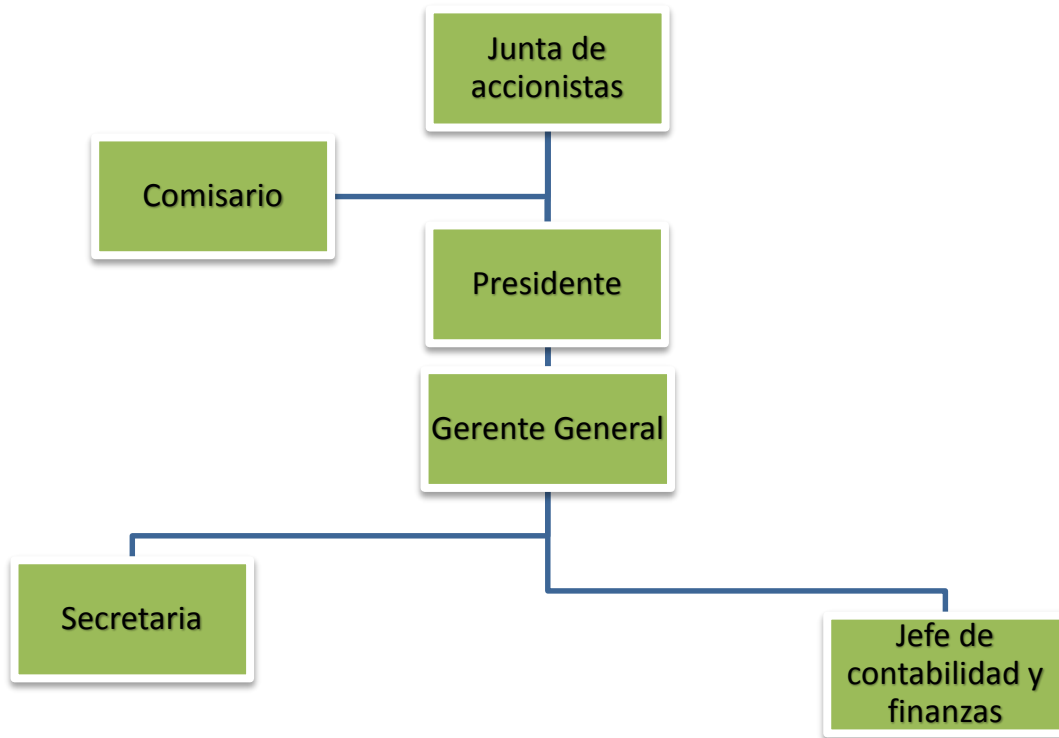 Junta de
accionistas
Comisario
Presidente
Gerente General
Secretaria
Jefe de
contabilidad y
finanzas